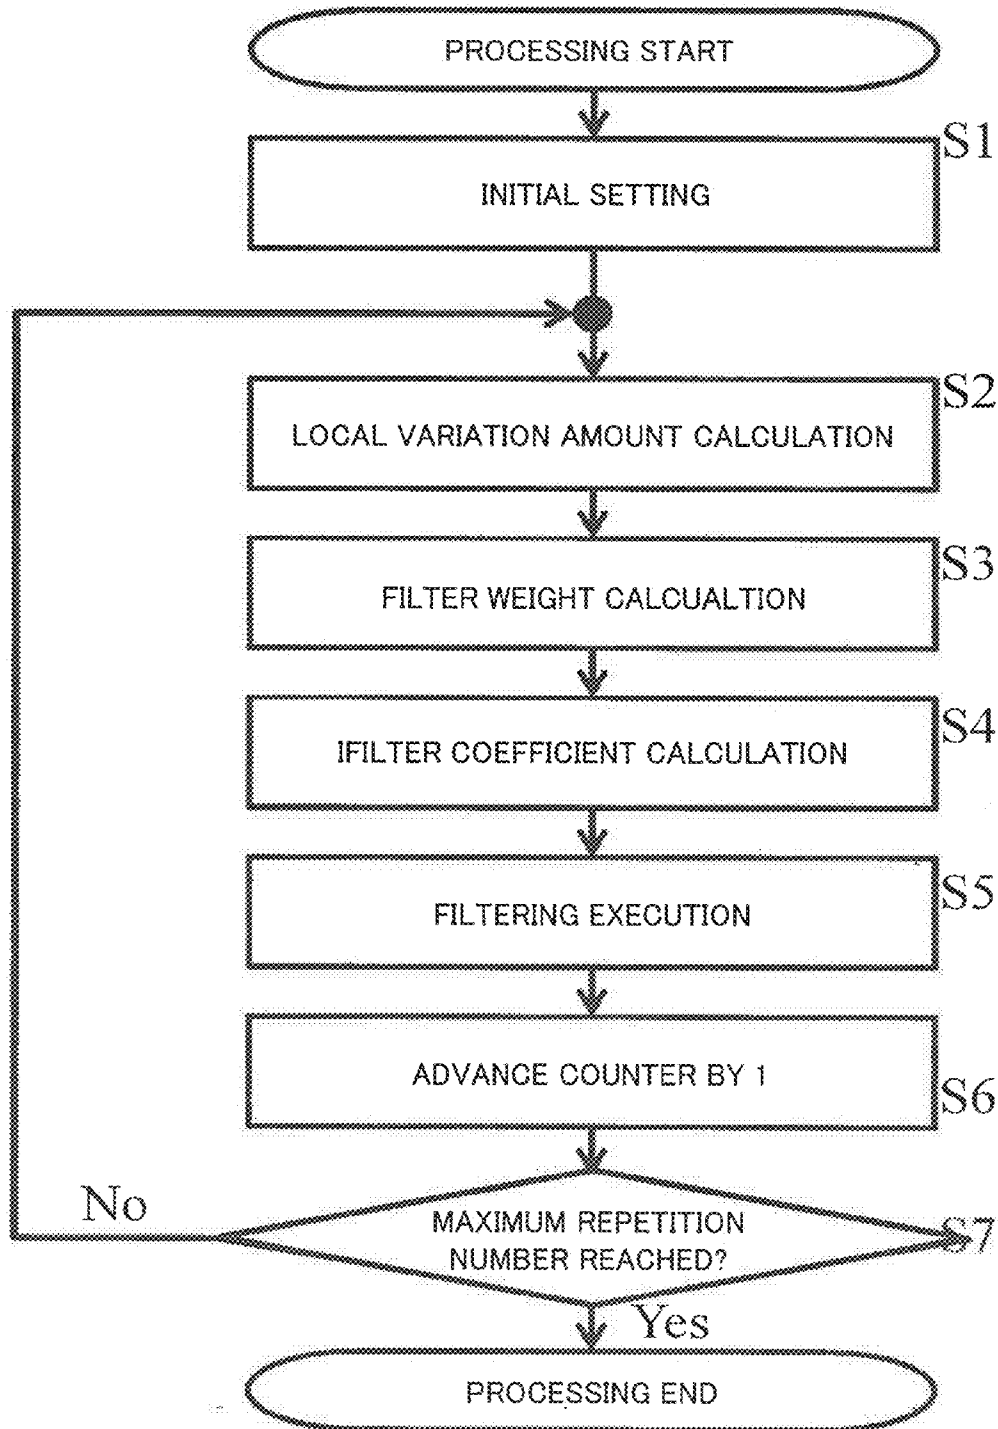 PROCESSING START
S1
INITIAL SETTING
S2
LOCAL VARIATION AMOUNT CALCULATION
S3
FILTER WEIGHT CALCUALTION
S4
IFILTER COEFFICIENT CALCULATION
S5
FILTERING EXECUTION
ADVANCE COUNTER BY 1
S6
No
MAXIMUM REPETITION
NUMBER REACHED?
S7
Yes
PROCESSING END